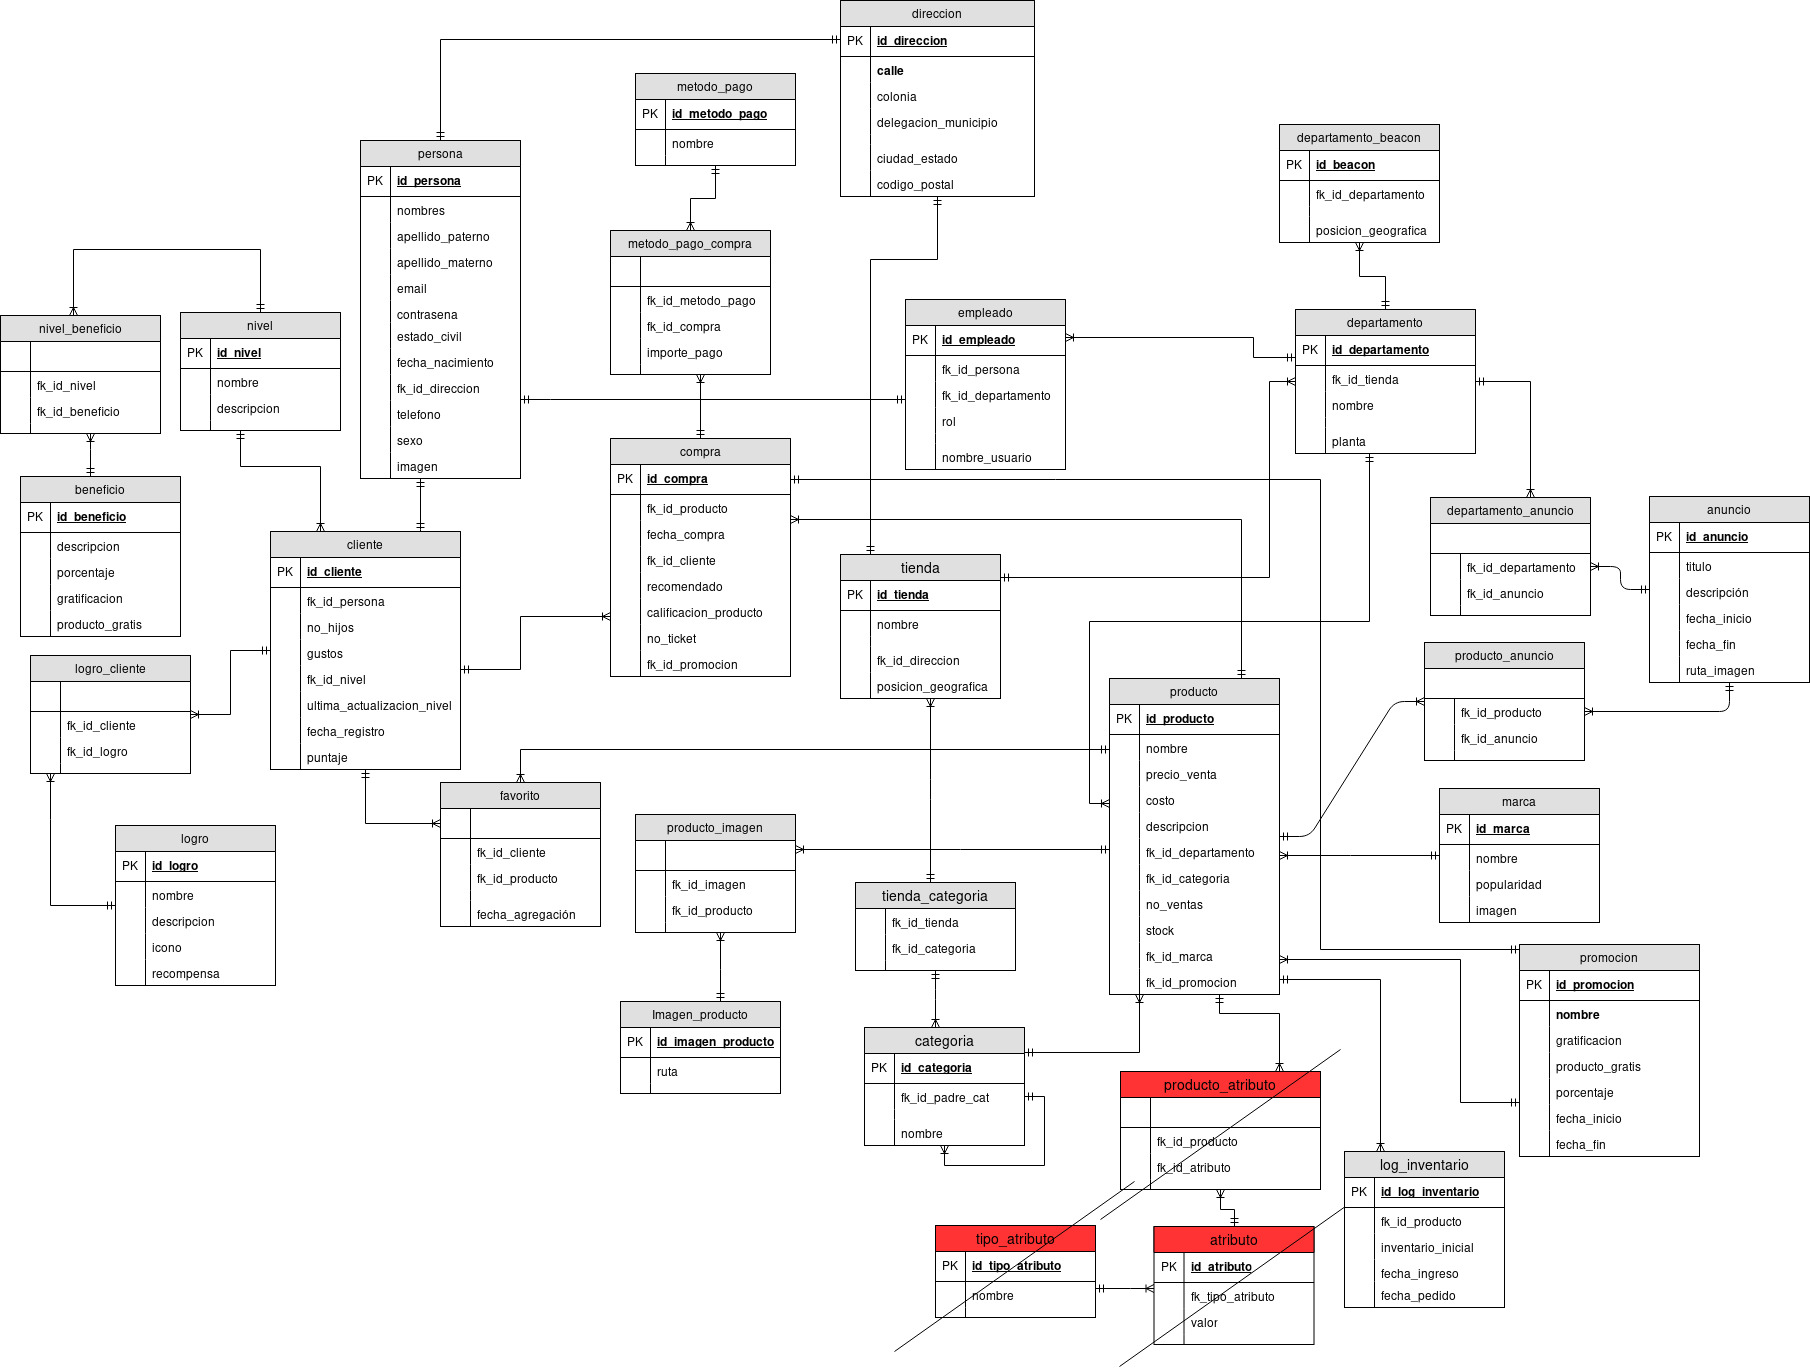 direccion
PK id_direccion
calle
colonia
delegacion_municipio
ciudad_estado
codigo_postal
metodo_pago
PK id_metodo_pago
nombre
departamento_beacon
PK id_beacon
fk_id_departamento
posicion_geografica
persona
PK id_persona
nombres
apellido_paterno
apellido_materno
email
contrasena
estado_civil
fecha_nacimiento
fk_id_direccion
telefono
sexo
imagen
metodo_pago_compra
fk_id_metodo_pago
fk_id_compra
importe_pago
empleado
PK id_empleado
fk_id_persona
fk_id_departamento
rol
nombre_usuario
departamento
PK id_departamento
fk_id_tienda
nombre
planta
nivel_beneficio
fk_id_nivel
fk_id_beneficio
nivel
PK id_nivel
nombre
descripcion
beneficio
PK id_beneficio
descripcion
porcentaje
gratificacion
producto_gratis
compra
PK id_compra
fk_id_producto
fecha_compra
fk_id_cliente
recomendado
calificacion_producto
no_ticket
fk_id_promocion
departamento_anuncio
fk_id_departamento
fk_id_anuncio
anuncio
PK id_anuncio
titulo
descripción
fecha_inicio
fecha_fin
ruta_imagen
cliente
PK id_cliente
fk_id_persona
no_hijos
gustos
fk_id_nivel
ultima_actualizacion_nivel
fecha_registro
puntaje
tienda
PK id_tienda
nombre
fk_id_direccion
posicion_geografica
logro_cliente
fk_id_cliente
fk_id_logro
producto_anuncio
fk_id_producto
fk_id_anuncio
producto
PK id_producto
nombre
precio_venta
costo
descripcion
fk_id_departamento
fk_id_categoria
no_ventas
stock
fk_id_marca
fk_id_promocion
favorito
fk_id_cliente
fk_id_producto
fecha_agregación
marca
PK id_marca
nombre
popularidad
imagen
logro
PK id_logro
nombre
descripcion
icono
recompensa
producto_imagen
fk_id_imagen
fk_id_producto
tienda_categoria
fk_id_tienda
fk_id_categoria
promocion
PK id_promocion
nombre
gratificacion
producto_gratis
porcentaje
fecha_inicio
fecha_fin
Imagen_producto
PK id_imagen_producto
ruta
categoria
PK id_categoria
fk_id_padre_cat
nombre
producto_atributo
fk_id_producto
fk_id_atributo
log_inventario
PK id_log_inventario
fk_id_producto
inventario_inicial
fecha_ingreso
fecha_pedido
tipo_atributo
PK id_tipo_atributo
nombre
atributo
PK id_atributo
fk_tipo_atributo
valor